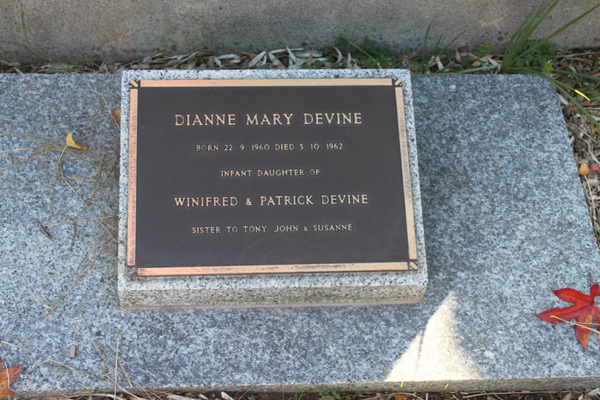 DIANNE MARY DEVINE
BORN 22. 9. 1960 DIED 3. 10. 1962
INFANT DAUGHTER OF
WINIFRED & PATRICK DEVINE
SISTER TO TONY, JOHN & SUSANNE